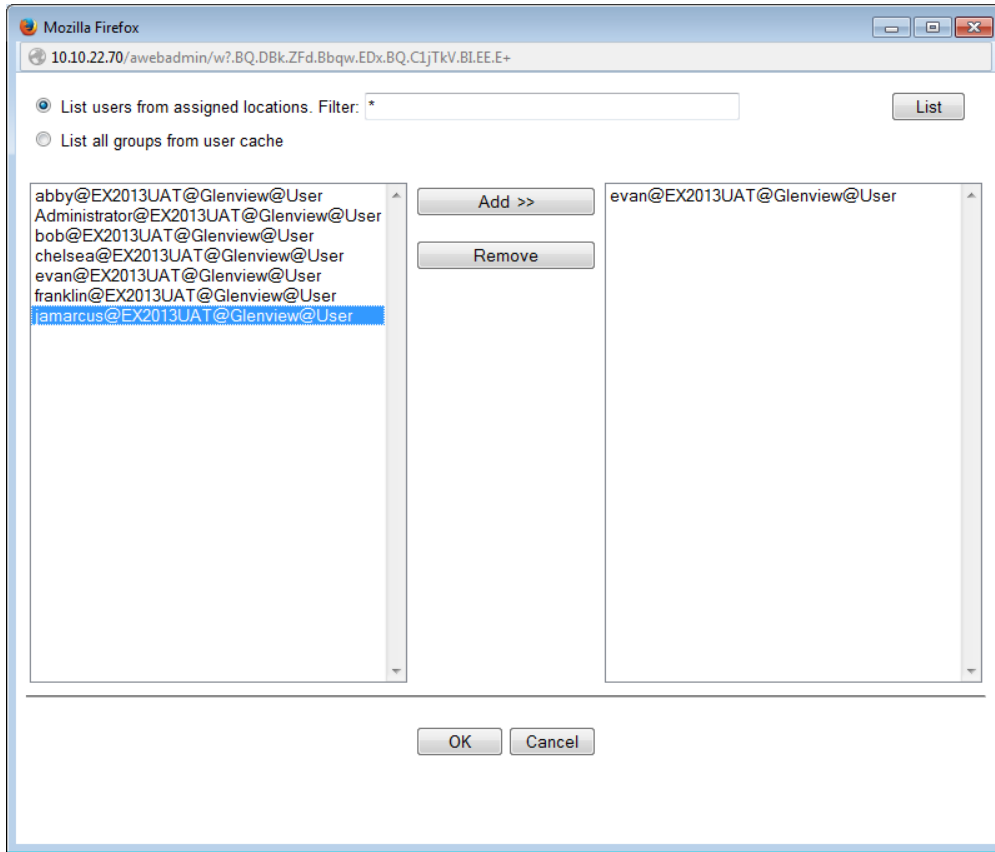 Mozilla Firefox
10.10.22.70/awebadmin/w?.BQ.DBk.ZFd.Bbqw.EDx.BQ.C1jTkV.BI.EE.E+
List users from assigned locations. Filter: * List
List all groups from user cache
abby@EX2013UAT@Glenview@User
Administrator@EX2013UAT@Glenview@User
bob@EX2013UAT@Glenview@User
chelsea@EX2013UAT@Glenview@User
evan@EX2013UAT@Glenview@User
franklin@EX2013UAT@Glenview@User
jamarcus@EX2013UAT@Glenview@User
Add >>
Remove
evan@EX2013UAT@Glenview@User
OK Cancel